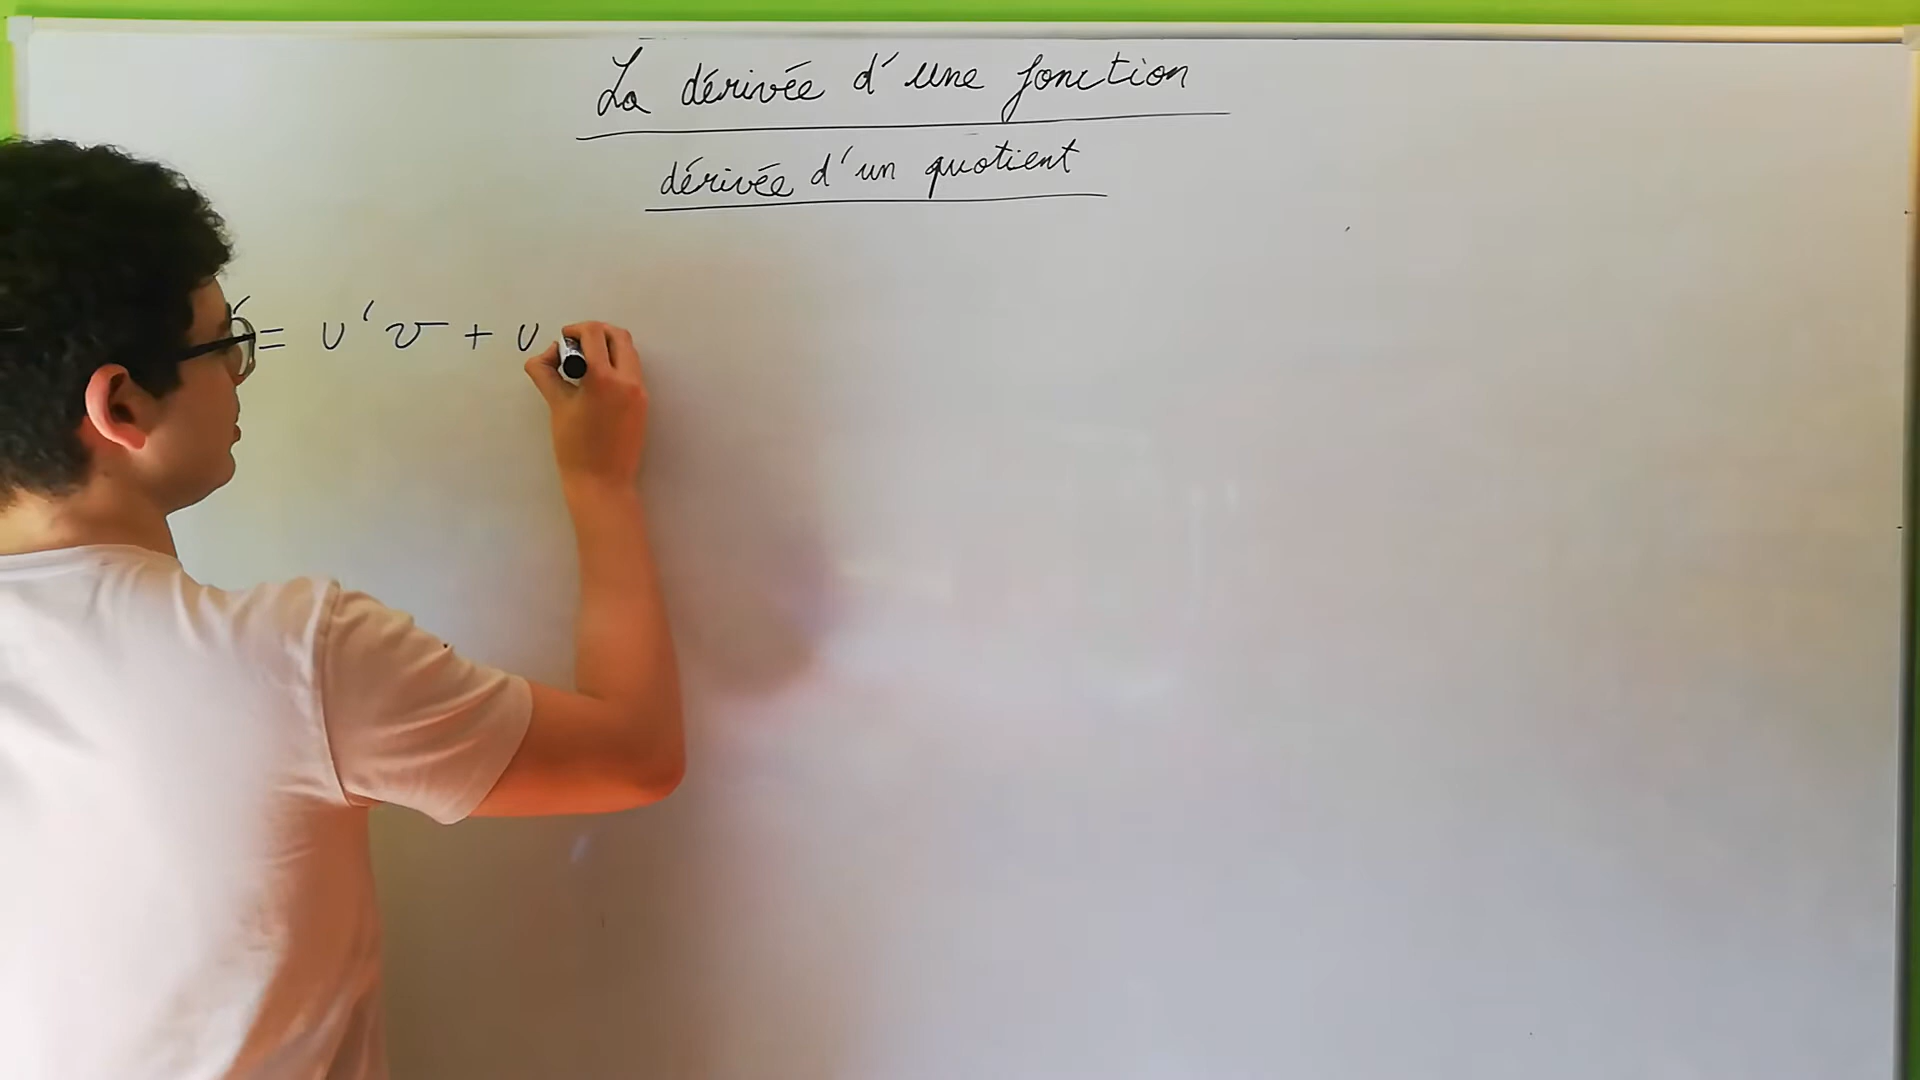 La dérivée d'une fonction
dérivée d'un quotient
' = u'v + u